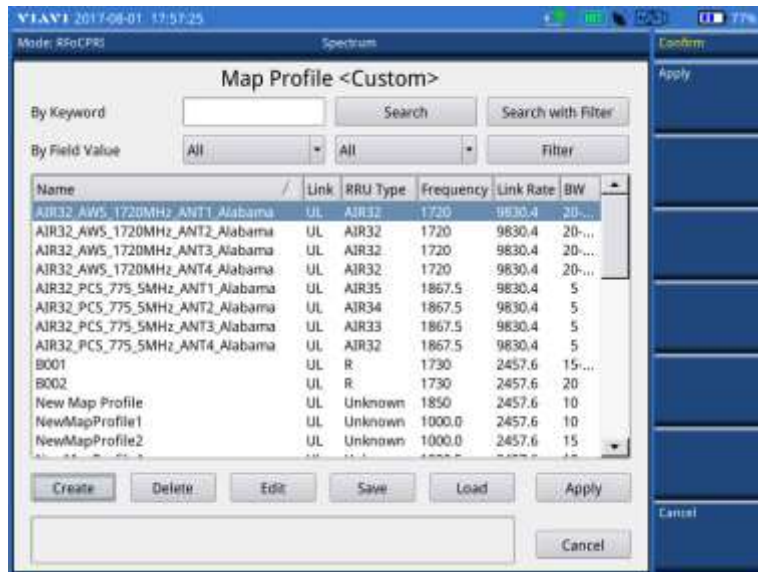 VIAVI 2017-08-01 17:57:25 77%
Mode: RFoCPRI Spectrum Confirm
Map Profile <Custom> Apply
By Keyword Search Search with Filter
By Field Value All All Filter
Name Link RRU Type Frequency Link Rate BW
AIR32_AWS_1720MHz_ANT1_Alabama UL AIR32 1720 9830.4 20-...
AIR32_AWS_1720MHz_ANT2_Alabama UL AIR32 1720 9830.4 20-...
AIR32_AWS_1720MHz_ANT3_Alabama UL AIR32 1720 9830.4 20-...
AIR32_AWS_1720MHz_ANT4_Alabama UL AIR32 1720 9830.4 20-...
AIR32_PCS_775_5MHz_ANT1_Alabama UL AIR35 1867.5 9830.4 5
AIR32_PCS_775_5MHz_ANT2_Alabama UL AIR34 1867.5 9830.4 5
AIR32_PCS_775_5MHz_ANT3_Alabama UL AIR33 1867.5 9830.4 5
AIR32_PCS_775_5MHz_ANT4_Alabama UL AIR32 1867.5 9830.4 5
B001 UL R 1730 2457.6 15-...
B002 UL R 1730 2457.6 20
New Map Profile UL Unknown 1850 2457.6 10
NewMapProfile1 UL Unknown 1000.0 2457.6 10
NewMapProfile2 UL Unknown 1000.0 2457.6 15
Create Delete Edit Save Load Apply
Cancel
Cancel